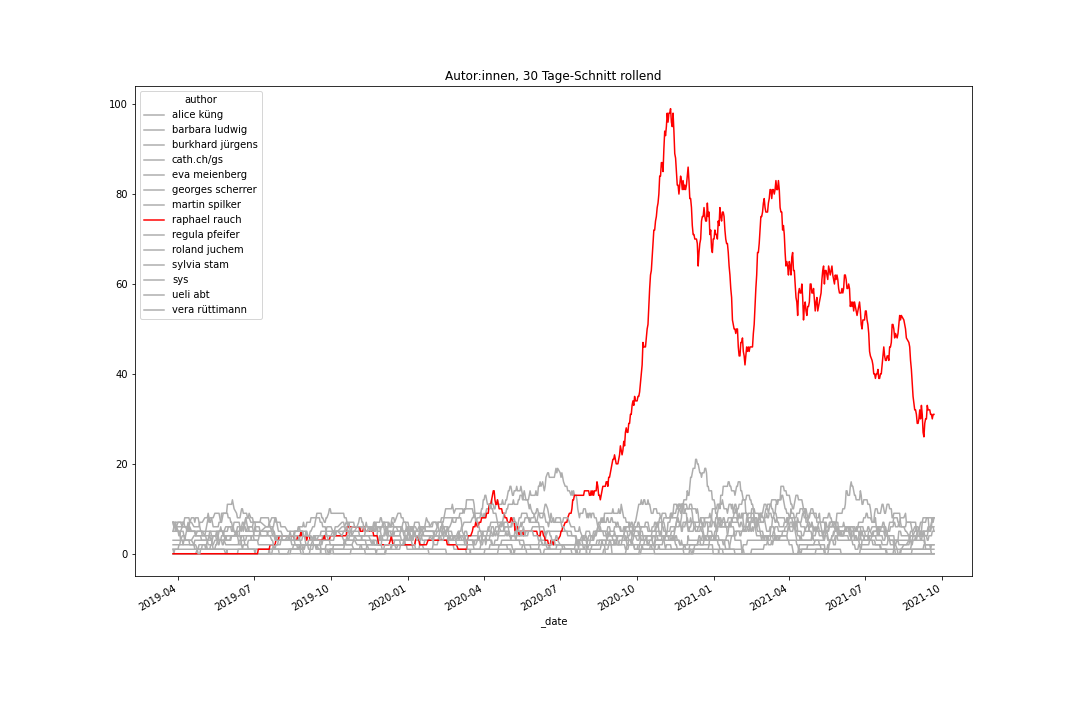 Autor:innen, 30 Tage-Schnitt rollend
author
alice küng
barbara ludwig
burkhard jürgens
cath.ch/gs
eva meienberg
georges scherrer
martin spilker
raphael rauch
regula pfeifer
roland juchem
sylvia stam
sys
ueli abt
vera rüttimann
100
80
60
40
20
0
2019-04
2019-07
2019-10
2020-01
2020-04
2020-07
2020-10
2021-01
2021-04
2021-07
2021-10
_date